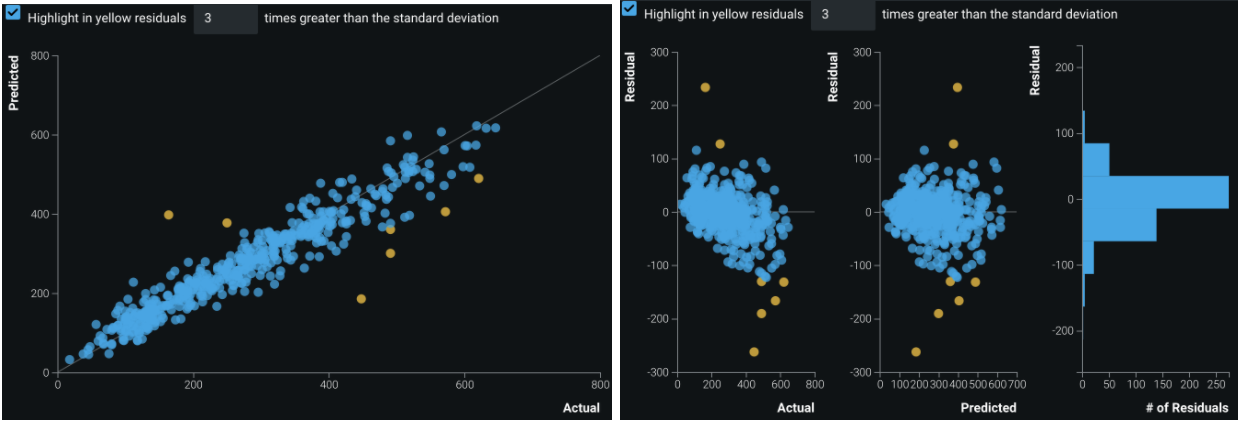 Highlight in yellow residuals 3 times greater than the standard deviation
Predicted
800
600
400
200
0
0 200 400 600 800
Actual
Highlight in yellow residuals 3 times greater than the standard deviation
Residual
300
200
100
0
-100
-200
-300
0 200 400 600 800
Actual
Residual
300
200
100
0
-100
-200
-300
0 100 200 300 400 500 600 700
Predicted
Residual
200
100
0
-100
-200
0 50 100 150 200 250
# of Residuals